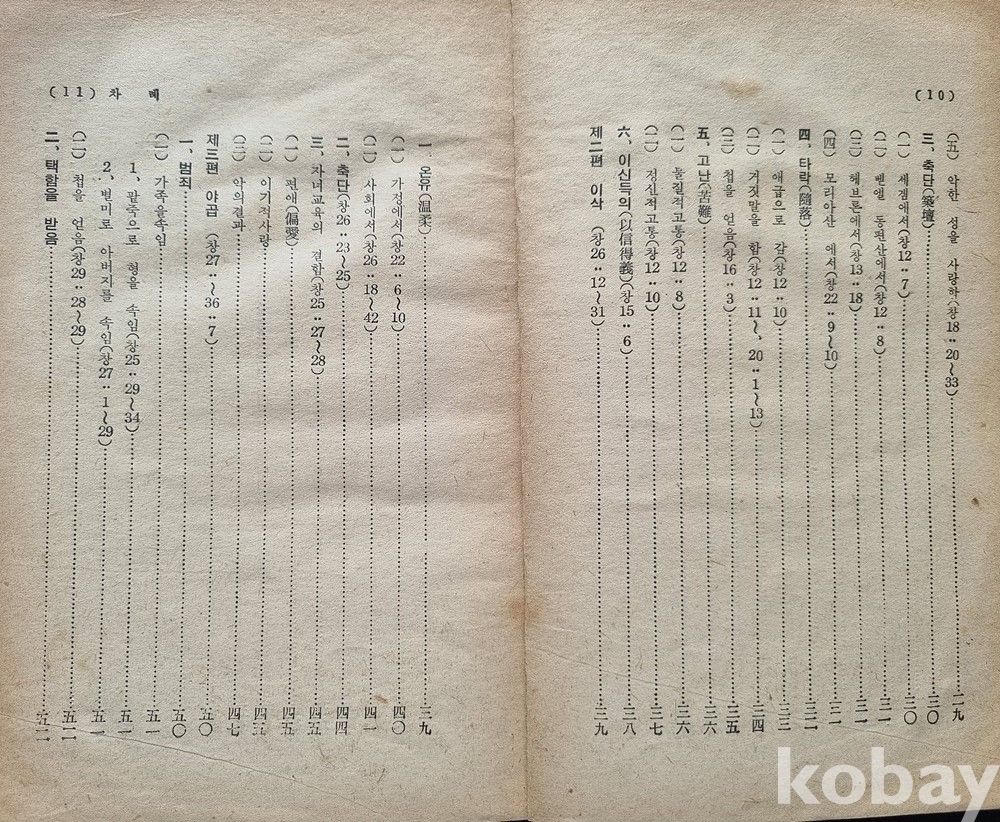 (10)
(五) 악한 성을 사랑함(창18‥20~33)……二九
三、축단(築壇)……三〇
(一) 세겜에서(창12‥7)……三〇
(二) 벧엘 동편산에서(창12‥8)……三一
(三) 헤브론에서(창13‥18)……三一
(四) 모리아산 에서(창22‥9~10)……三二
四、타락(隨落)……三三
(一) 애급으로 감(창12‥10)……三三
(二) 거짓말을 함(창12‥11~、20‥1~13)……三四
(三) 첩을 얻음(창16‥3)……三五
五、고난(苦難)……三六
(一) 물질적고통(창12‥8)……三六
(二) 정신적고통(창12‥10)……三七
六、이신득의(以信得義)(창15‥6)……三八
제二편 이삭 (창26‥12~31)……三九
(11) 차 례
一、온유(温柔)……三九
(一) 가정에서(창22‥6~10)……四〇
(二) 사회에서(창26‥18~42)……四一
二、축단(창26‥23~25)……四四
三、자녀교육의 결함(창25‥27~28)……四五
(一) 편애(偏愛)……四五
(二) 이기적사랑……四五
(三) 악의결과……四七
제三편 야곱 (창27‥~36‥7)……五〇
一、범죄……五〇
(一) 가족을속임……五一
1、팥죽으로 형을 속임(창25‥29~34)……五一
2、별미로 아버지를 속임(창27‥1~29)……五一
(二) 첩을 얻음(창29‥28~29)……五二
二、택함을 받음……五二
kobay